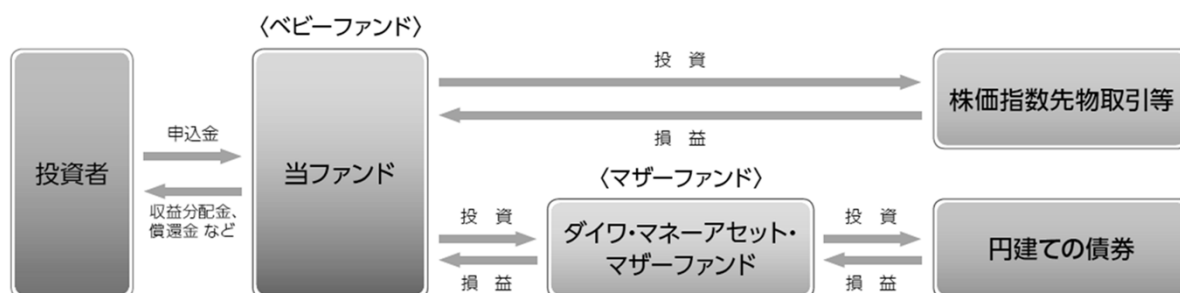 〈ベビーファンド〉
投資者
申込金
収益分配金、
償還金 など
当ファンド
投 資
損 益
株価指数先物取引等
〈マザーファンド〉
投 資
損 益
ダイワ・マネーアセット・
マザーファンド
投 資
損 益
円建ての債券